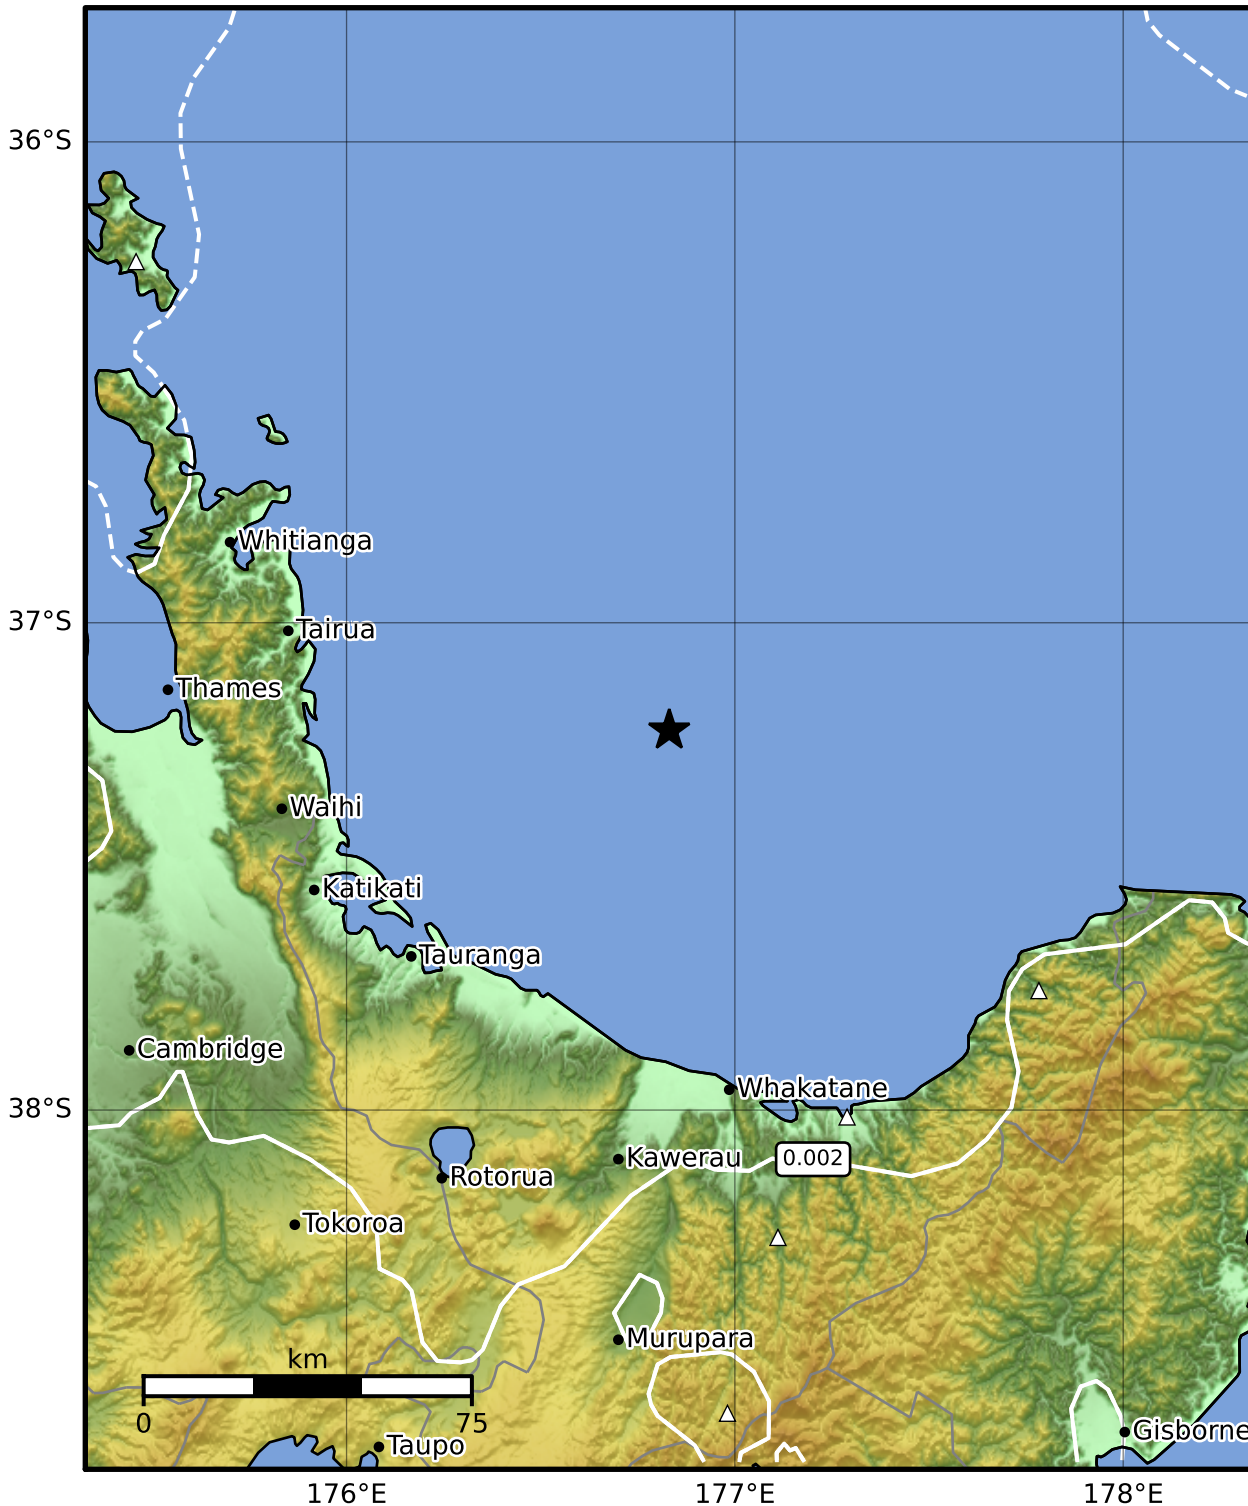 36°S
Whitianga
37°S
Tairua
Thames
Waihi
Katikati
Tauranga
Cambridge
Whakatane
38°S
Kawerau
0.002
Rotorua
Tokoroa
Murupara
km
0
75
Taupo
Gisborne
176°E
177°E
178°E